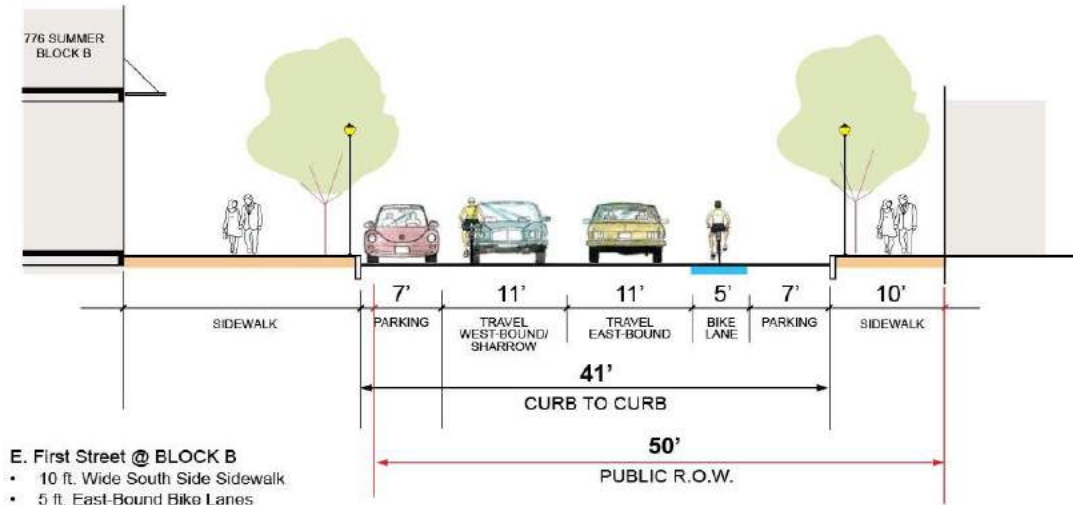 776 SUMMER
BLOCK B
7' 11' 11' 5' 7' 10'
SIDEWALK PARKING TRAVEL WEST-BOUND/ SHARROW TRAVEL EAST-BOUND BIKE LANE PARKING SIDEWALK
41'
CURB TO CURB
50'
PUBLIC R.O.W.
E. First Street @ BLOCK B
• 10 ft. Wide South Side Sidewalk
• 5 ft. East-Bound Bike Lanes